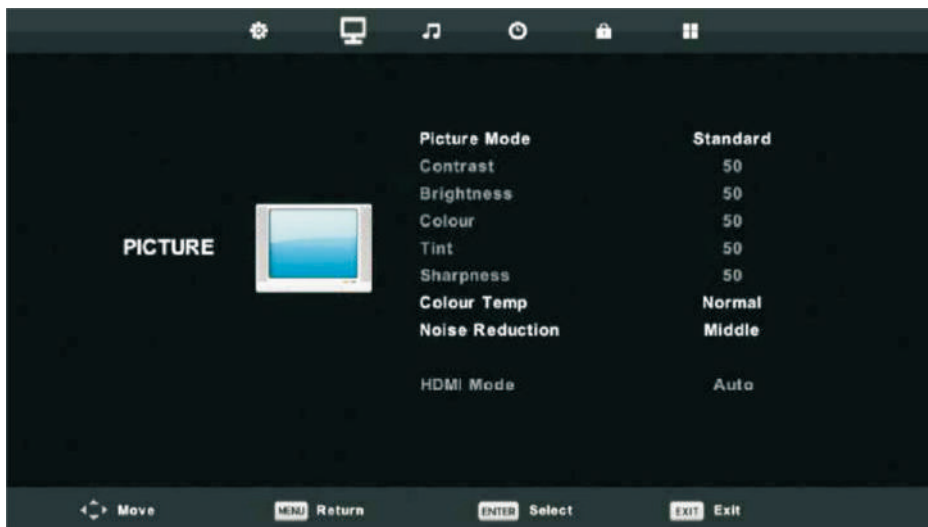 Picture Mode Standard
Contrast 50
Brightness 50
Colour 50
PICTURE
Tint 50
Sharpness 50
Colour Temp Normal
Noise Reduction Middle
HDMI Mode Auto
Move MENU Return ENTER Select EXIT Exit